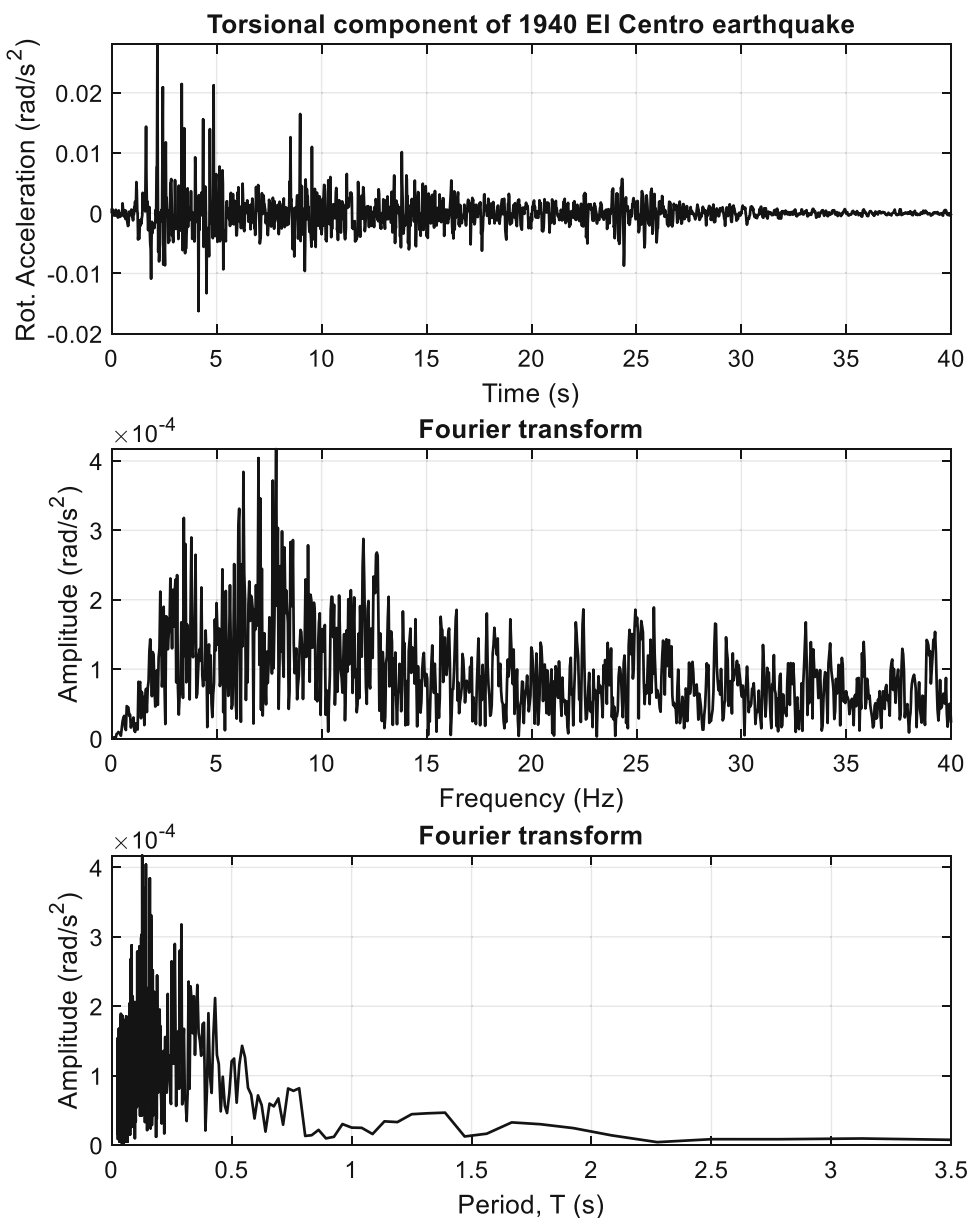 Torsional component of 1940 El Centro earthquake
Rot. Acceleration (rad/s²)
0.02
0.01
0
-0.01
-0.02
0 5 10 15 20 25 30 35 40
Time (s)
×10⁻⁴
Fourier transform
Amplitude (rad/s²)
4
3
2
1
0
0 5 10 15 20 25 30 35 40
Frequency (Hz)
×10⁻⁴
Fourier transform
Amplitude (rad/s²)
4
3
2
1
0
0 0.5 1 1.5 2 2.5 3 3.5
Period, T (s)